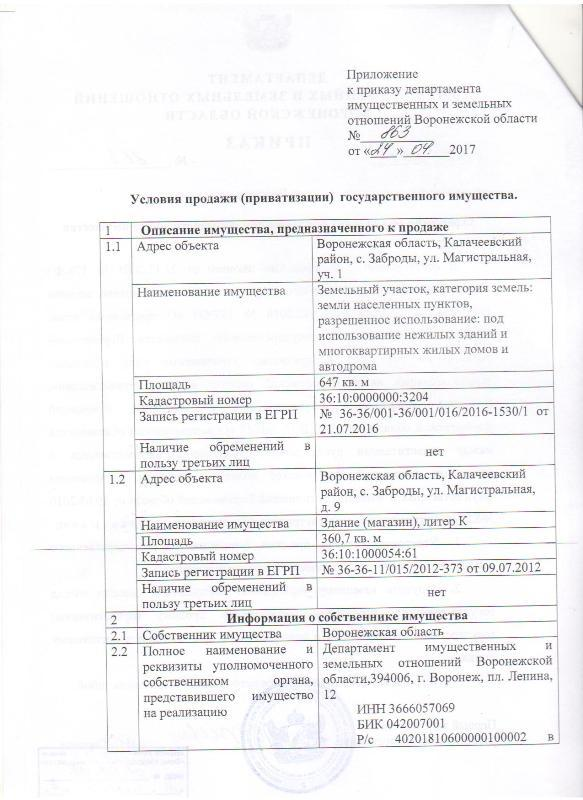 Приложение
к приказу департамента
имущественных и земельных
отношений Воронежской области
№ 863
от «24» 04. 2017
Условия продажи (приватизации) государственного имущества.
1 Описание имущества, предназначенного к продаже
1.1 Адрес объекта Воронежская область, Калачеевский
район, с. Заброды, ул. Магистральная,
уч. 1
Наименование имущества Земельный участок, категория земель:
земли населенных пунктов,
разрешенное использование: под
использование нежилых зданий и
многоквартирных жилых домов и
автодрома
Площадь 647 кв. м
Кадастровый номер 36:10:0000000:3204
Запись регистрации в ЕГРП № 36-36/001-36/001/016/2016-1530/1 от
21.07.2016
Наличие обременений в
пользу третьих лиц нет
1.2 Адрес объекта Воронежская область, Калачеевский
район, с. Заброды, ул. Магистральная,
д. 9
Наименование имущества Здание (магазин), литер К
Площадь 360,7 кв. м
Кадастровый номер 36:10:1000054:61
Запись регистрации в ЕГРП № 36-36-11/015/2012-373 от 09.07.2012
Наличие обременений в
пользу третьих лиц нет
2 Информация о собственнике имущества
2.1 Собственник имущества Воронежская область
2.2 Полное наименование и Департамент имущественных и
реквизиты уполномоченного земельных отношений Воронежской
собственником органа, области,394006, г. Воронеж, пл. Ленина,
представившего имущество 12
на реализацию ИНН 3666057069
БИК 042007001
Р/с 40201810600000100002 в